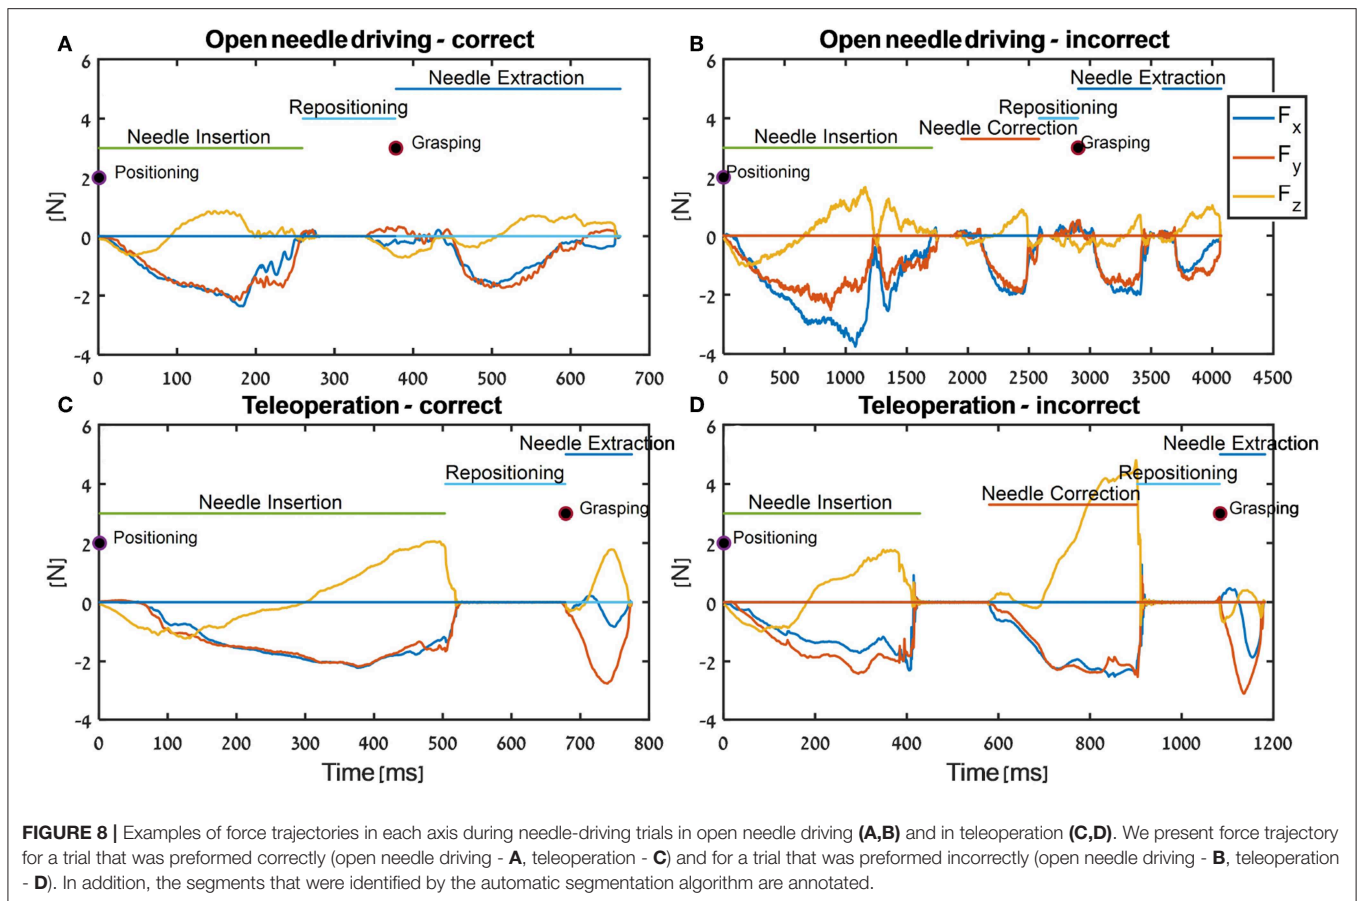 A
Open needle driving - correct
6
4
2
0
-2
-4
[N]
Needle Extraction
Repositioning
Needle Insertion
Grasping
Positioning
0 100 200 300 400 500 600 700
B
Open needle driving - incorrect
6
4
2
0
-2
-4
[N]
Needle Extraction
Repositioning
Needle Correction
Needle Insertion
Grasping
Positioning
0 500 1000 1500 2000 2500 3000 3500 4000 4500
Fx
Fy
Fz
C
Teleoperation - correct
6
4
2
0
-2
-4
[N]
Needle Extraction
Repositioning
Needle Insertion
Grasping
Positioning
0 100 200 300 400 500 600 700 800
Time [ms]
D
Teleoperation - incorrect
6
4
2
0
-2
-4
[N]
Needle Extraction
Repositioning
Needle Correction
Needle Insertion
Grasping
Positioning
0 200 400 600 800 1000 1200
Time [ms]
FIGURE 8 | Examples of force trajectories in each axis during needle-driving trials in open needle driving (A,B) and in teleoperation (C,D). We present force trajectory
for a trial that was preformed correctly (open needle driving - A, teleoperation - C) and for a trial that was preformed incorrectly (open needle driving - B, teleoperation
- D). In addition, the segments that were identified by the automatic segmentation algorithm are annotated.